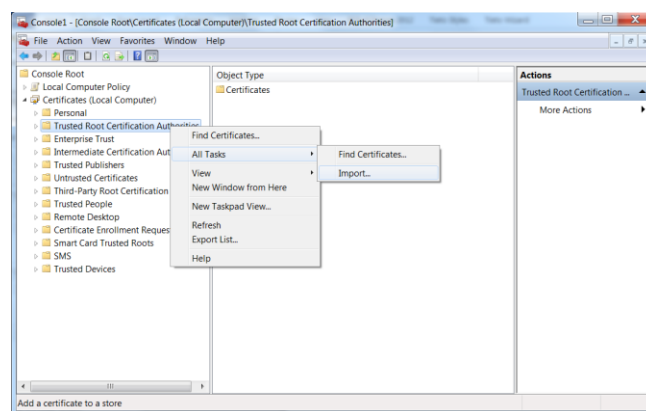 Console1 - [Console Root\Certificates (Local Computer)\Trusted Root Certification Authorities]
File Action View Favorites Window Help
Console Root
Local Computer Policy
Certificates (Local Computer)
Personal
Trusted Root Certification Authorities
Enterprise Trust
Intermediate Certification Aut
Trusted Publishers
Untrusted Certificates
Third-Party Root Certification
Trusted People
Remote Desktop
Certificate Enrollment Reques
Smart Card Trusted Roots
SMS
Trusted Devices
Object Type
Certificates
Find Certificates...
All Tasks
View
New Window from Here
New Taskpad View...
Refresh
Export List...
Help
Find Certificates...
Import...
Actions
Trusted Root Certification ...
More Actions
Add a certificate to a store